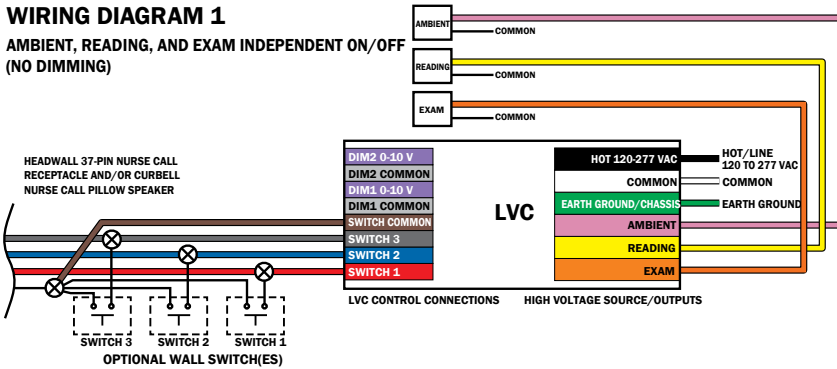 WIRING DIAGRAM 1
AMBIENT, READING, AND EXAM INDEPENDENT ON/OFF
(NO DIMMING)
AMBIENT
COMMON
READING
COMMON
EXAM
COMMON
HEADWALL 37-PIN NURSE CALL
RECEPTACLE AND/OR CURBELL
NURSE CALL PILLOW SPEAKER
DIM2 0-10 V
DIM2 COMMON
DIM1 0-10 V
DIM1 COMMON
SWITCH COMMON
SWITCH 3
SWITCH 2
SWITCH 1
LVC
HOT 120-277 VAC
COMMON
EARTH GROUND/CHASSIS
AMBIENT
READING
EXAM
HOT/LINE
120 TO 277 VAC
COMMON
EARTH GROUND
LVC CONTROL CONNECTIONS
HIGH VOLTAGE SOURCE/OUTPUTS
SWITCH 3
SWITCH 2
SWITCH 1
OPTIONAL WALL SWITCH(ES)